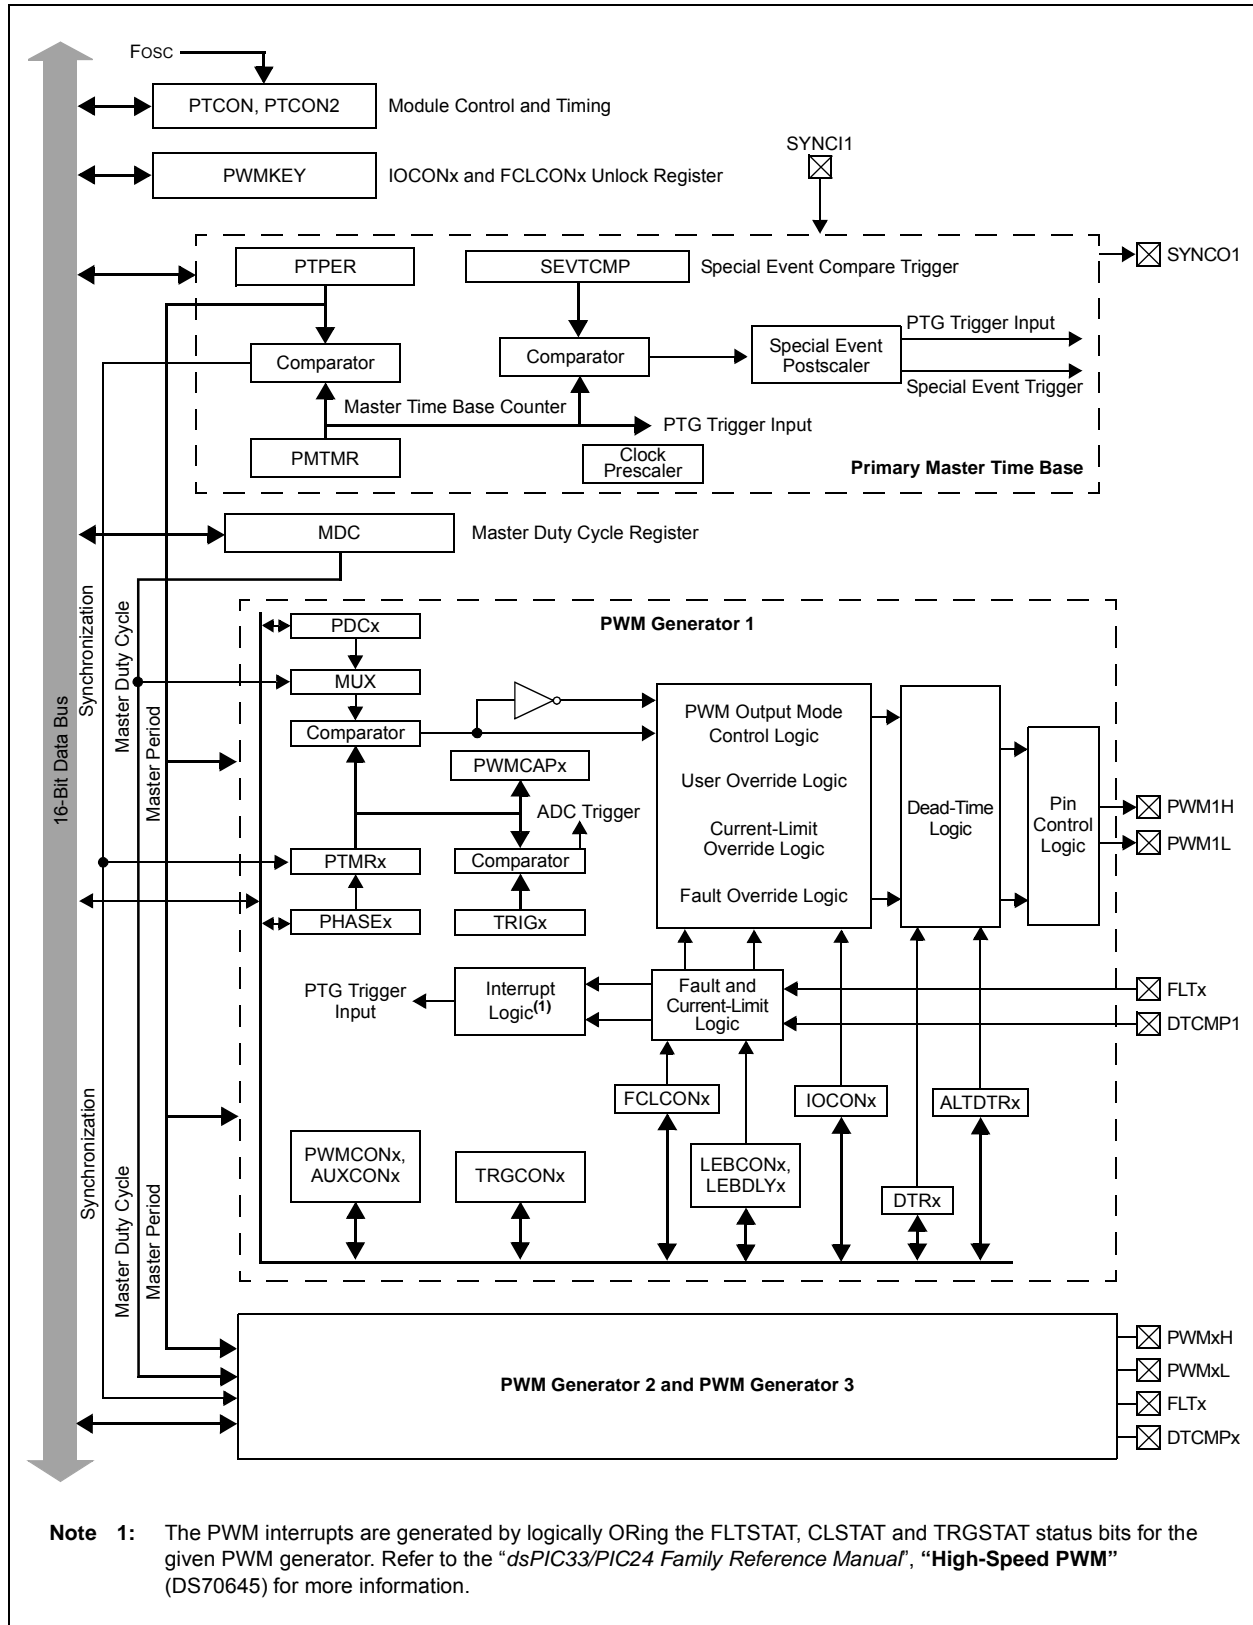 Fosc
PTCON, PTCON2
Module Control and Timing
PWMKEY
IOCONx and FCLCONx Unlock Register
SYNCI1
SYNCO1
PTPER
SEVTCMP
Special Event Compare Trigger
Comparator
Comparator
Special Event
Postscaler
PTG Trigger Input
Special Event Trigger
Master Time Base Counter
PTG Trigger Input
PMTMR
Clock
Prescaler
Primary Master Time Base
MDC
Master Duty Cycle Register
16-Bit Data Bus
Synchronization
Master Duty Cycle
Master Period
PWM Generator 1
PDCx
MUX
Comparator
PWMCAPx
ADC Trigger
PTMRx
Comparator
PHASEx
TRIGx
PWM Output Mode
Control Logic
User Override Logic
Current-Limit
Override Logic
Fault Override Logic
Dead-Time
Logic
Pin
Control
Logic
PWM1H
PWM1L
PTG Trigger
Input
Interrupt
Logic(1)
Fault and
Current-Limit
Logic
FLTx
DTCMP1
FCLCONx
IOCONx
ALTDTRx
PWMCONx,
AUXCONx
TRGCONx
LEBCONx,
LEBDLYx
DTRx
Synchronization
Master Duty Cycle
Master Period
PWM Generator 2 and PWM Generator 3
PWMxH
PWMxL
FLTx
DTCMPx
Note 1: The PWM interrupts are generated by logically ORing the FLTSTAT, CLSTAT and TRGSTAT status bits for the
given PWM generator. Refer to the “dsPIC33/PIC24 Family Reference Manual”, “High-Speed PWM”
(DS70645) for more information.